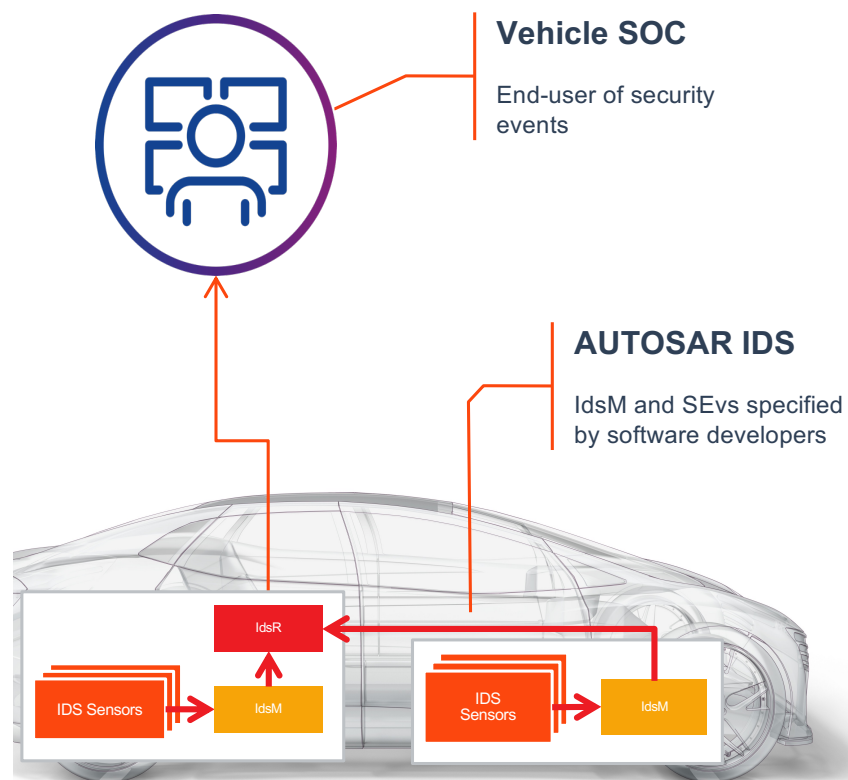 Vehicle SOC
End-user of security
events
AUTOSAR IDS
IdsM and SEvs specified
by software developers
IdsR
IDS Sensors
IdsM
IDS
Sensors
IdsM